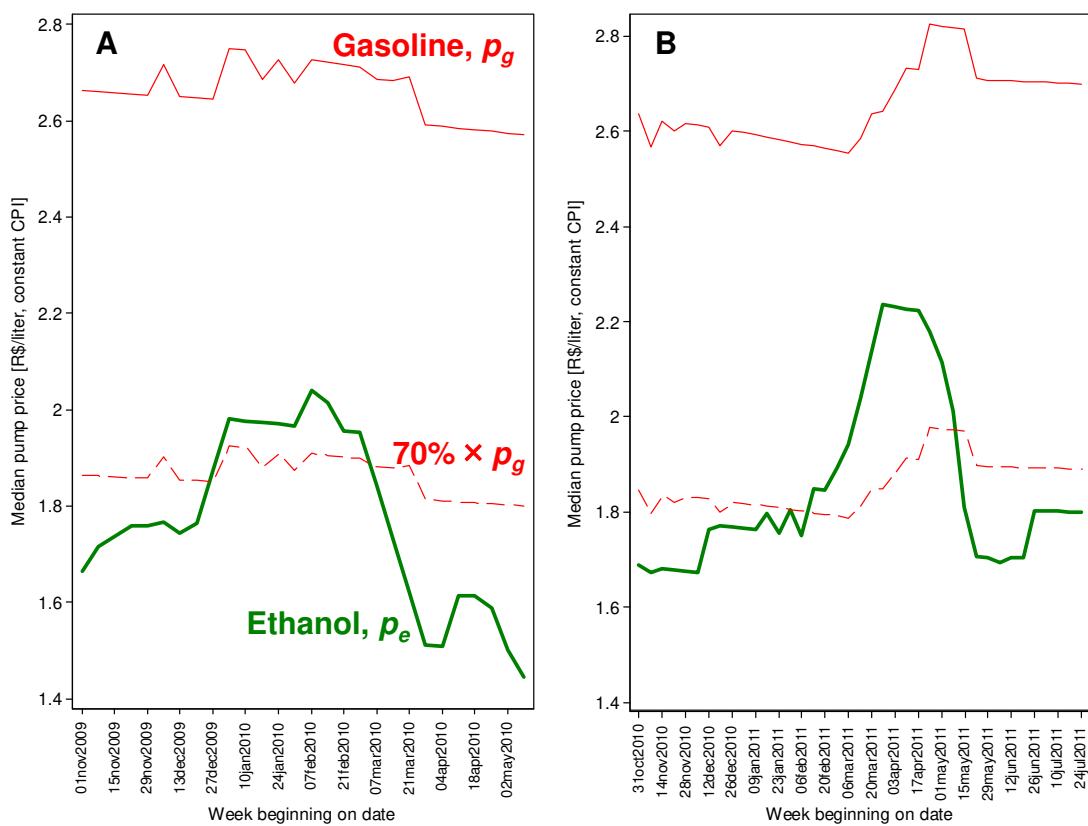 A
Gasoline, pg
70% × pg
Ethanol, pe
Median pump price [R$/liter, constant CPI]
2.8
2.6
2.4
2.2
2
1.8
1.6
1.4
01nov2009
15nov2009
29nov2009
13dec2009
27dec2009
10jan2010
24jan2010
07feb2010
21feb2010
07mar2010
21mar2010
04apr2010
18apr2010
02may2010
Week beginning on date
B
Median pump price [R$/liter, constant CPI]
2.8
2.6
2.4
2.2
2
1.8
1.6
1.4
31oct2010
14nov2010
28nov2010
12dec2010
26dec2010
09jan2011
23jan2011
06feb2011
20feb2011
06mar2011
20mar2011
03apr2011
17apr2011
01may2011
15may2011
29may2011
12jun2011
26jun2011
10jul2011
24jul2011
Week beginning on date